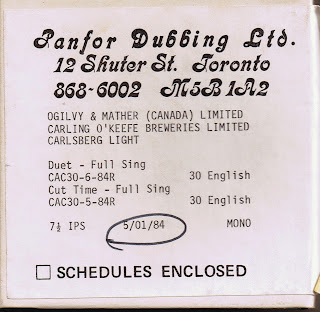 Panfor Dubbing Ltd.
12 Shuter St. Toronto
868-6002 M5B 1A2
OGILVY & MATHER (CANADA) LIMITED
CARLING O'KEEFE BREWERIES LIMITED
CARLSBERG LIGHT
Duet - Full Sing
CAC30-6-84R 30 English
Cut Time - Full Sing
CAC30-5-84R 30 English
7½ IPS 5/01/84 MONO
SCHEDULES ENCLOSED